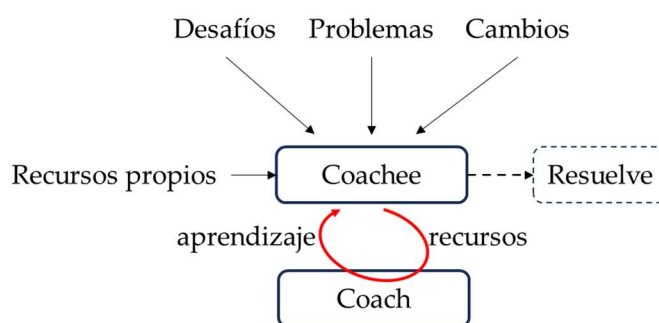 Desafíos Problemas Cambios
Recursos propios Coachee Resuelve
aprendizaje recursos
Coach